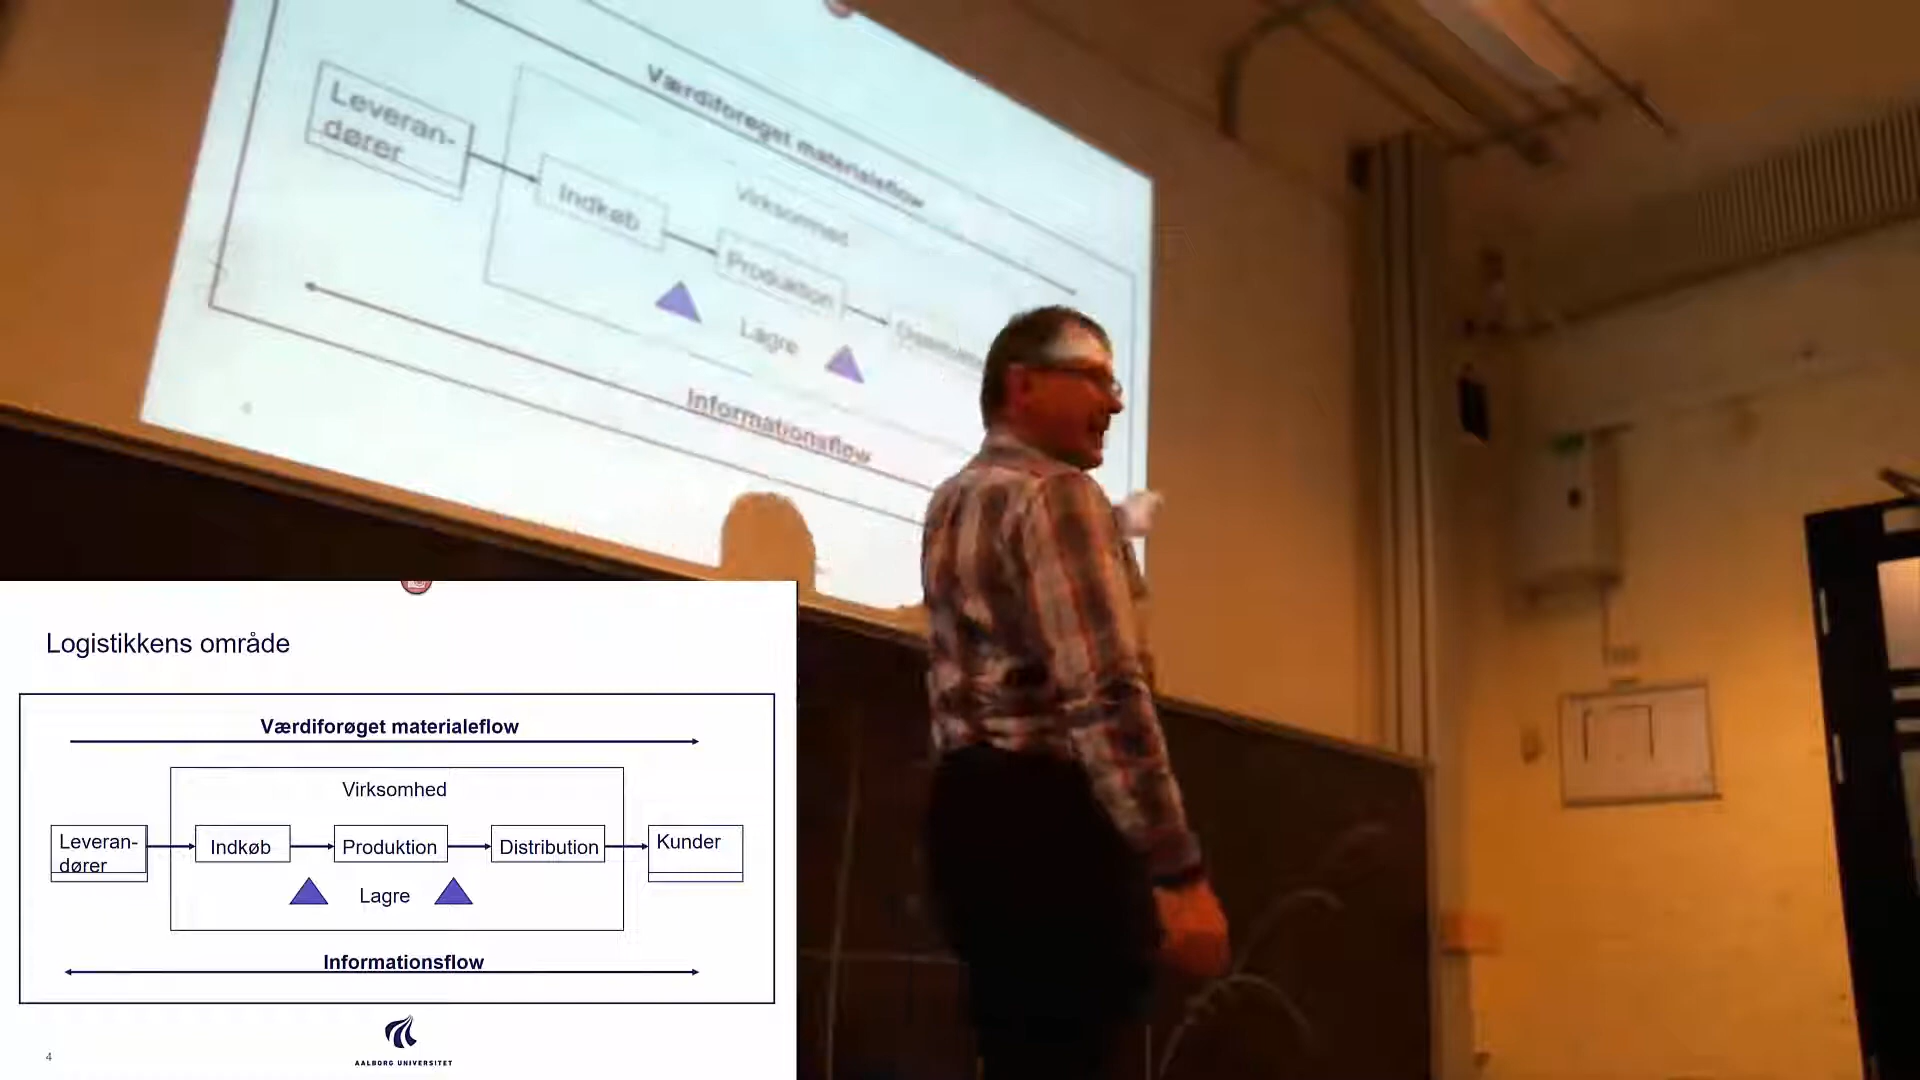 Værdiforøget materialeflow
Leveran-
dører
Virksomhed
Indkøb
Produktion
Lagre
Informationsflow
Logistikkens område
Værdiforøget materialeflow
Virksomhed
Leveran-
dører
Indkøb
Produktion
Distribution
Kunder
Lagre
Informationsflow
4
AALBORG UNIVERSITET